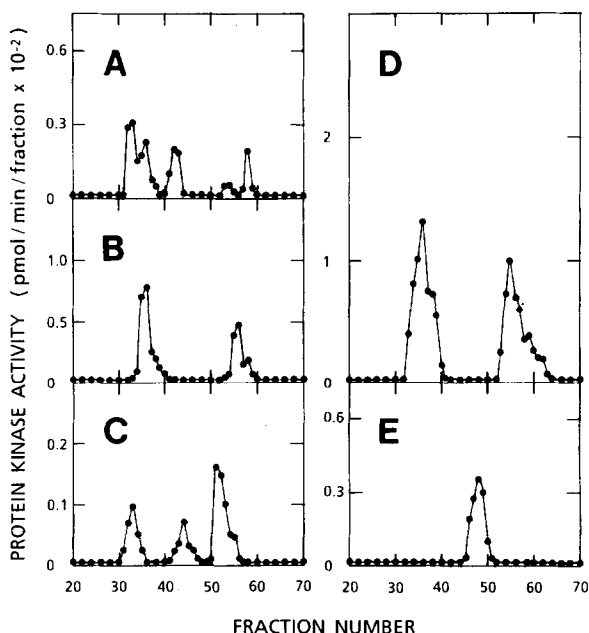 PROTEIN KINASE ACTIVITY (pmol/min/fraction x 10⁻²)
0.6
0.3
0
A
1.0
0.5
0
B
0.2
0.1
0
C
20 30 40 50 60 70
2
1
0
D
0.6
0.3
0
E
20 30 40 50 60 70
FRACTION NUMBER